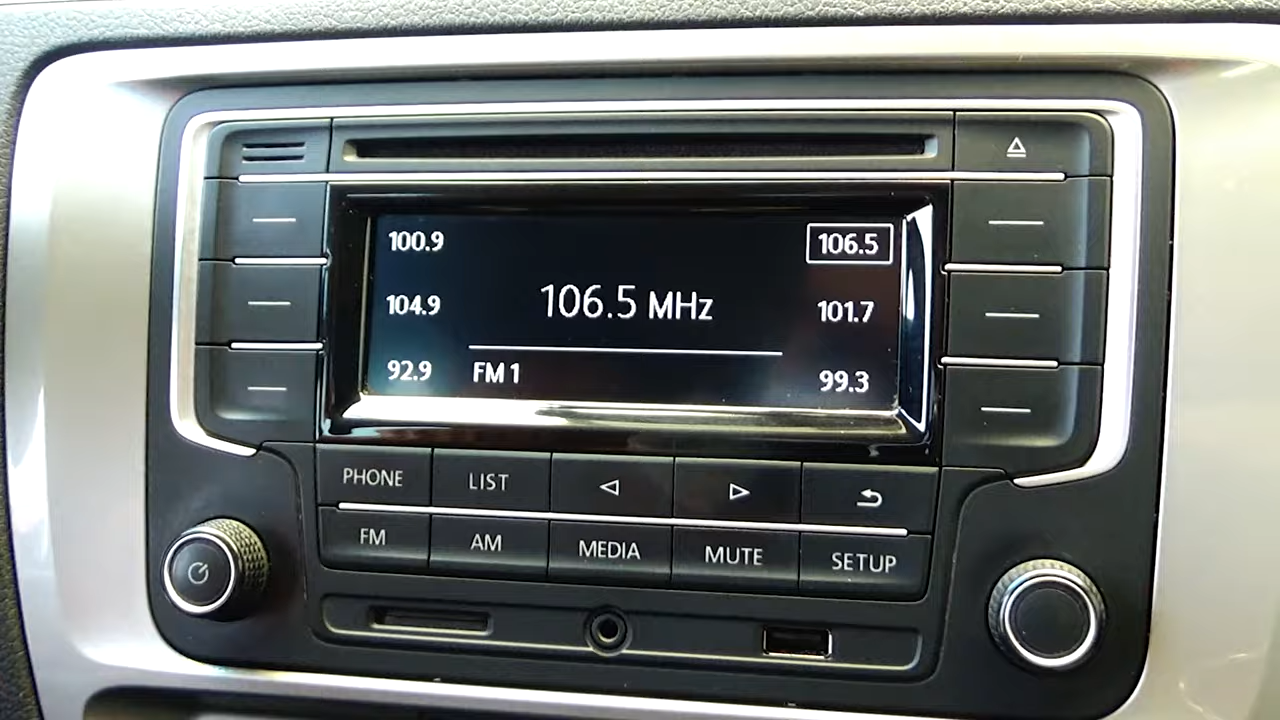 100.9
106.5
104.9
106.5 MHz
101.7
92.9
FM 1
99.3
PHONE
LIST
FM
AM
MEDIA
MUTE
SETUP